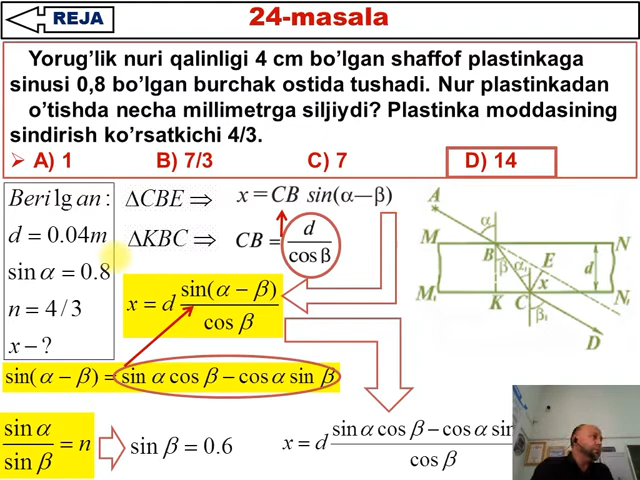 REJA
24-masala
Yorug'lik nuri qalinligi 4 cm bo'lgan shaffof plastinkaga
sinusi 0,8 bo'lgan burchak ostida tushadi. Nur plastinkadan
o'tishda necha millimetrga siljiydi? Plastinka moddasining
sindirish ko'rsatkichi 4/3.
A) 1 B) 7/3 C) 7 D) 14
Berilgan:
d = 0.04m
sin α = 0.8
n = 4/3
x – ?
ΔCBE ⇒ x = CB sin(α—β)
ΔKBC ⇒ CB = d / cos β
x = d sin(α – β) / cos β
sin(α – β) = sin α cos β – cos α sin β
sin α / sin β = n
sin β = 0.6
x = d sin α cos β – cos α sin / cos β
A
α
M N
B β α₁ E d
x
M₁ K C N₁
β₁
D